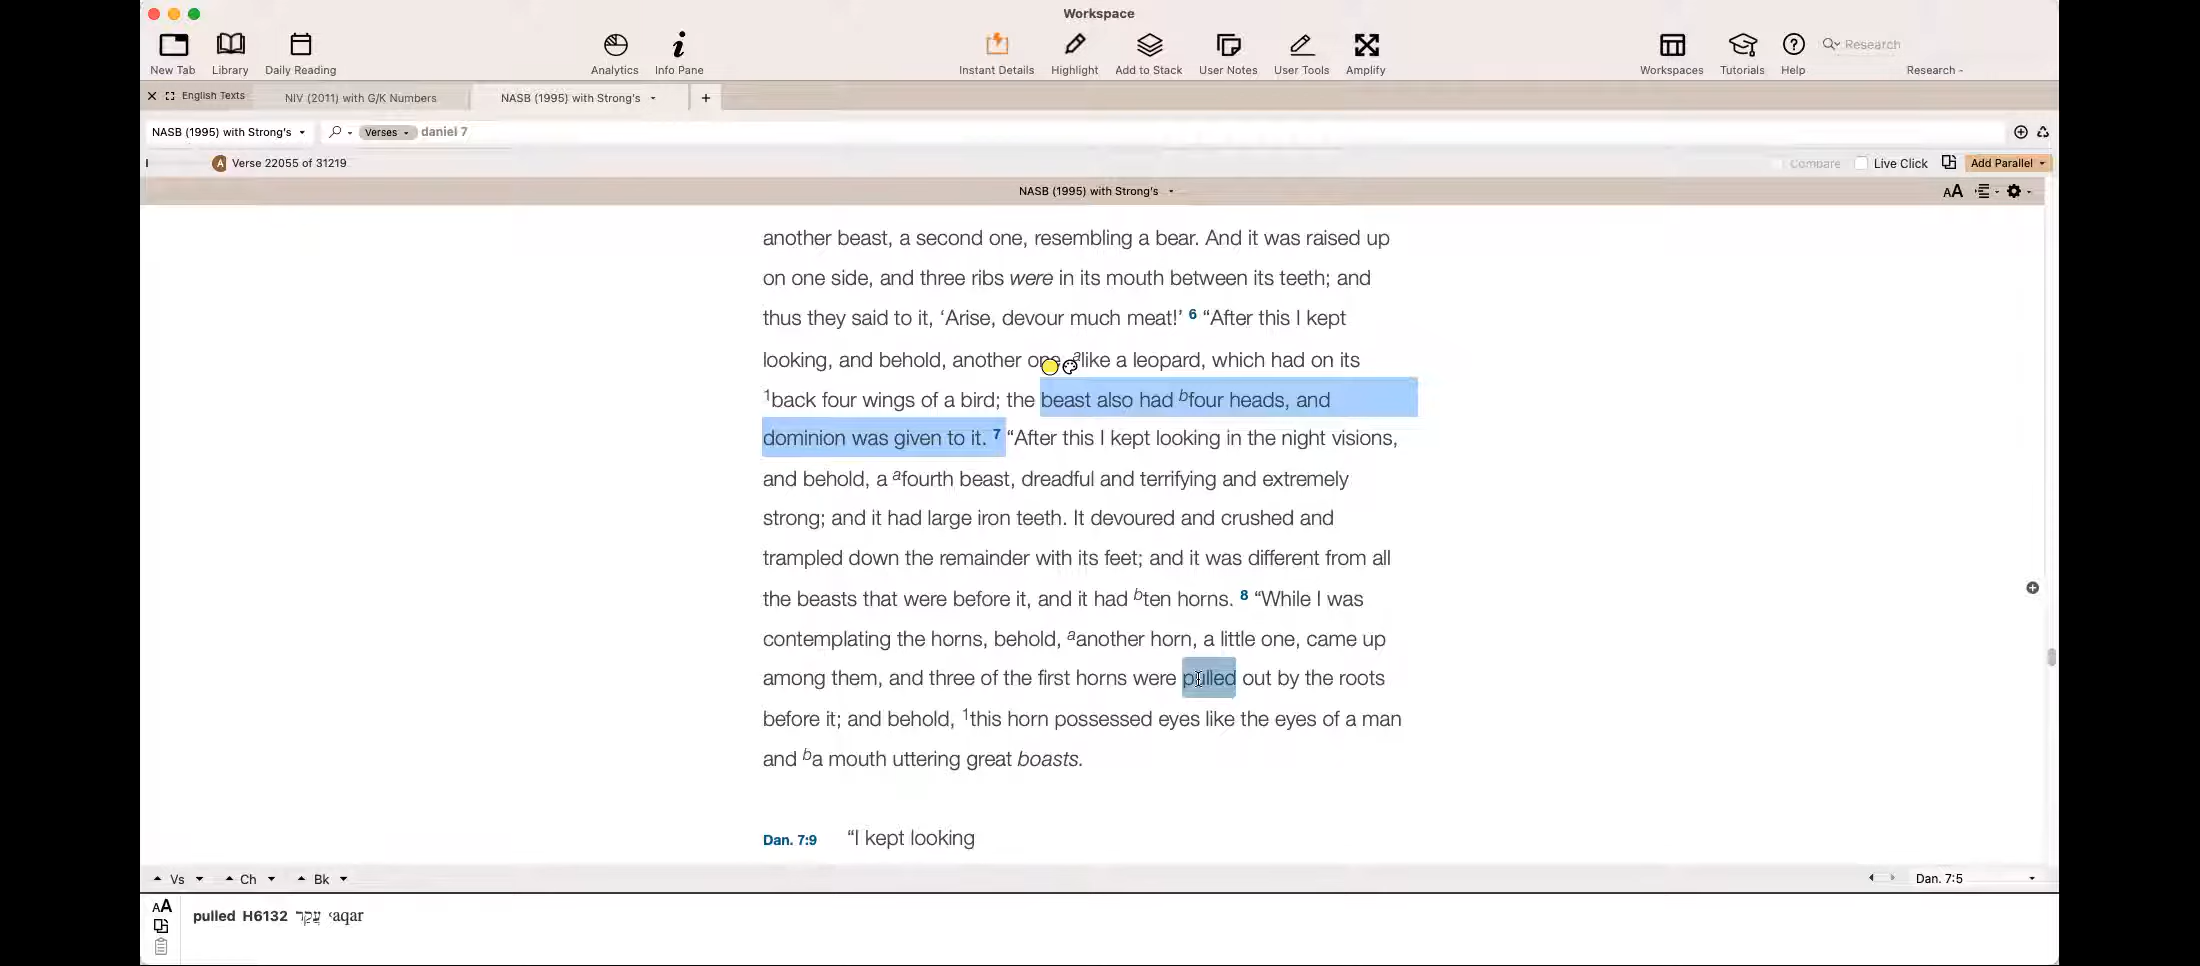 Workspace
New Tab Library Daily Reading Analytics Info Pane Instant Details Highlight Add to Stack User Notes User Tools Amplify Workspaces Tutorials Help Research
Research
English Texts NIV (2011) with G/K Numbers NASB (1995) with Strong's
NASB (1995) with Strong's Verses daniel 7
A Verse 22055 of 31219 Compare Live Click Add Parallel
NASB (1995) with Strong's AA
another beast, a second one, resembling a bear. And it was raised up
on one side, and three ribs were in its mouth between its teeth; and
thus they said to it, ‘Arise, devour much meat!’ 6 “After this I kept
looking, and behold, another one, alike a leopard, which had on its
1back four wings of a bird; the beast also had bfour heads, and
dominion was given to it. 7 “After this I kept looking in the night visions,
and behold, a afourth beast, dreadful and terrifying and extremely
strong; and it had large iron teeth. It devoured and crushed and
trampled down the remainder with its feet; and it was different from all
the beasts that were before it, and it had bten horns. 8 “While I was
contemplating the horns, behold, aanother horn, a little one, came up
among them, and three of the first horns were pulled out by the roots
before it; and behold, 1this horn possessed eyes like the eyes of a man
and ba mouth uttering great boasts.
Dan. 7:9 “I kept looking
Vs Ch Bk Dan. 7:5
AA
pulled H6132 עֲקַר ʿaqar